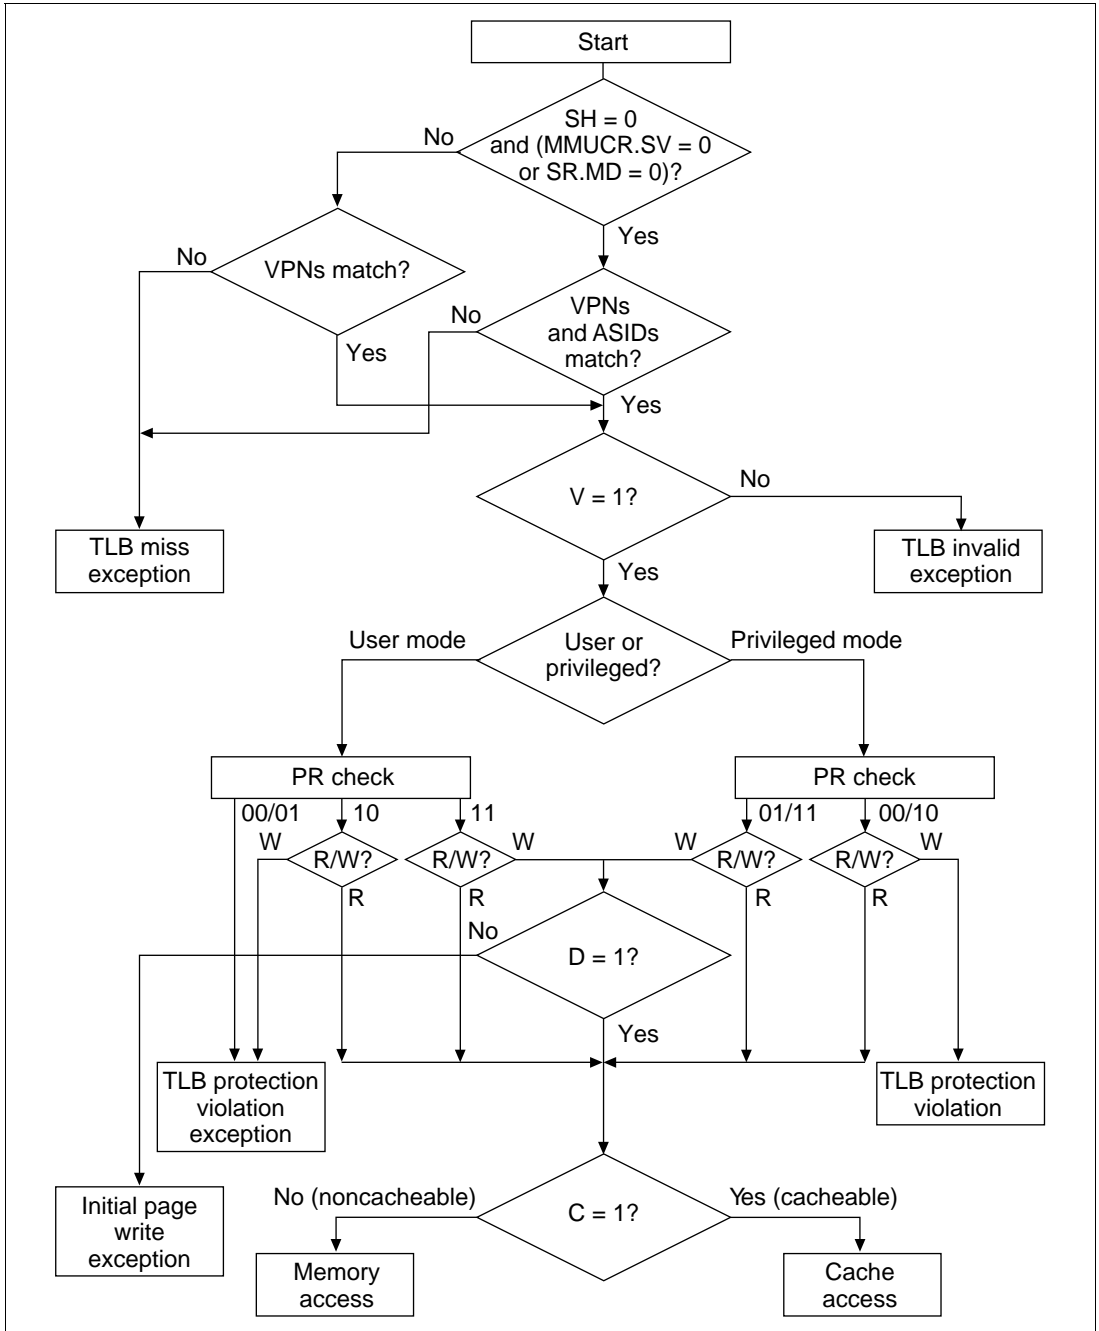 Start
SH = 0
and (MMUCR.SV = 0
or SR.MD = 0)?
No
Yes
VPNs match?
No
Yes
VPNs
and ASIDs
match?
No
Yes
V = 1?
No
Yes
TLB miss
exception
TLB invalid
exception
User or
privileged?
User mode
Privileged mode
PR check
PR check
00/01
10
11
01/11
00/10
W
R/W?
R/W?
W
W
R/W?
R/W?
W
R
R
R
R
No
D = 1?
Yes
TLB protection
violation
exception
TLB protection
violation
Initial page
write
exception
No (noncacheable)
C = 1?
Yes (cacheable)
Memory
access
Cache
access